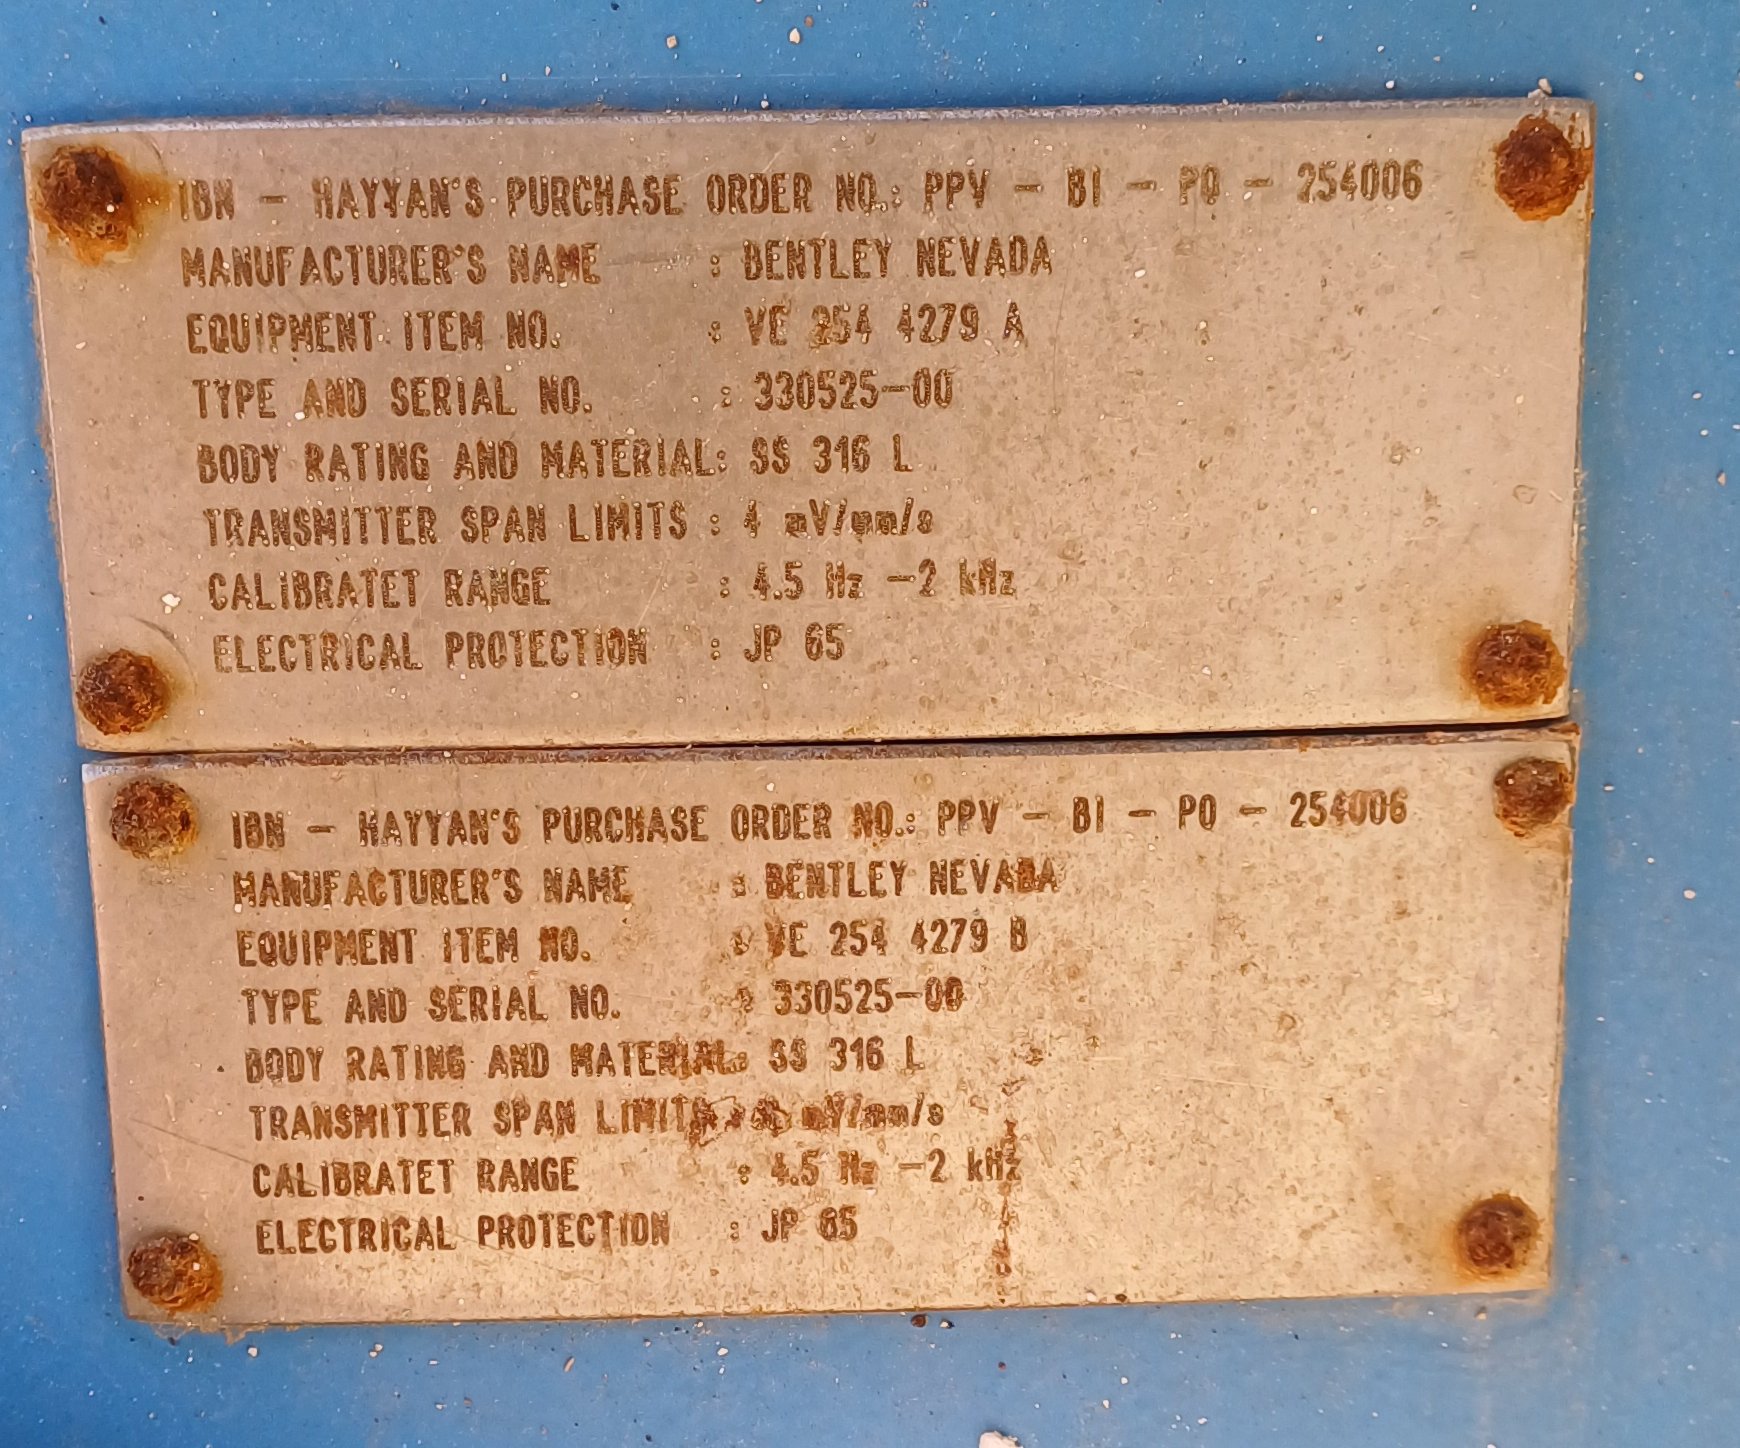 IBN - HAYYAN'S PURCHASE ORDER NO.: PPV - BI - PO - 254006
MANUFACTURER'S NAME : BENTLEY NEVADA
EQUIPMENT ITEM NO. : VE 254 4279 A
TYPE AND SERIAL NO. : 330525-00
BODY RATING AND MATERIAL: SS 316 L
TRANSMITTER SPAN LIMITS : 4 mV/mm/s
CALIBRATET RANGE : 4.5 Hz -2 kHz
ELECTRICAL PROTECTION : JP 65
IBN - HAYYAN'S PURCHASE ORDER NO.: PPV - BI - PO - 254006
MANUFACTURER'S NAME : BENTLEY NEVADA
EQUIPMENT ITEM NO. : VE 254 4279 B
TYPE AND SERIAL NO. : 330525-00
BODY RATING AND MATERIAL: SS 316 L
TRANSMITTER SPAN LIMITS : mV/mm/s
CALIBRATET RANGE : 4.5 Hz -2 kHz
ELECTRICAL PROTECTION : JP 65